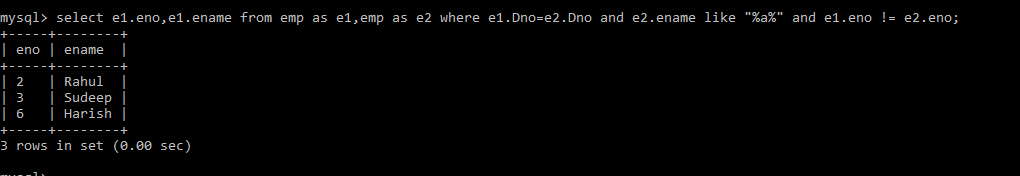 mysql> select e1.eno,e1.ename from emp as e1,emp as e2 where e1.Dno=e2.Dno and e2.ename like "%a%" and e1.eno != e2.eno;
+-----+--------+
| eno | ename  |
+-----+--------+
| 2   | Rahul  |
| 3   | Sudeep |
| 6   | Harish |
+-----+--------+
3 rows in set (0.00 sec)
mysql>